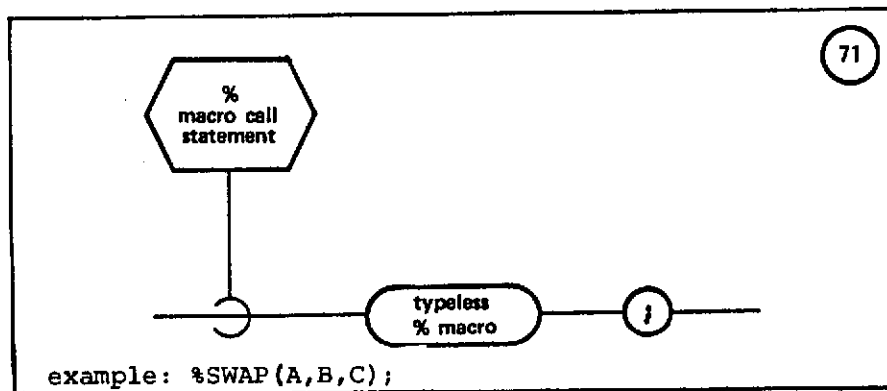 71
%
macro call
statement
typeless
% macro
;
example: %SWAP(A,B,C);